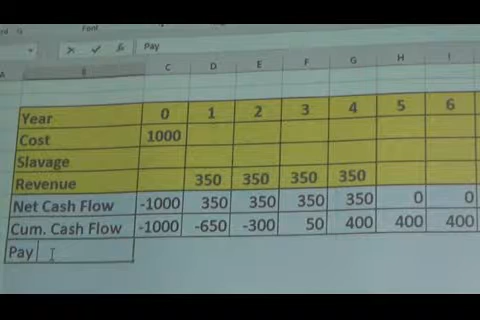 Font
Pay
A B C D E F G H I
Year 0 1 2 3 4 5 6
Cost 1000
Slavage
Revenue 350 350 350 350
Net Cash Flow -1000 350 350 350 350 0 0
Cum. Cash Flow -1000 -650 -300 50 400 400 400
Pay